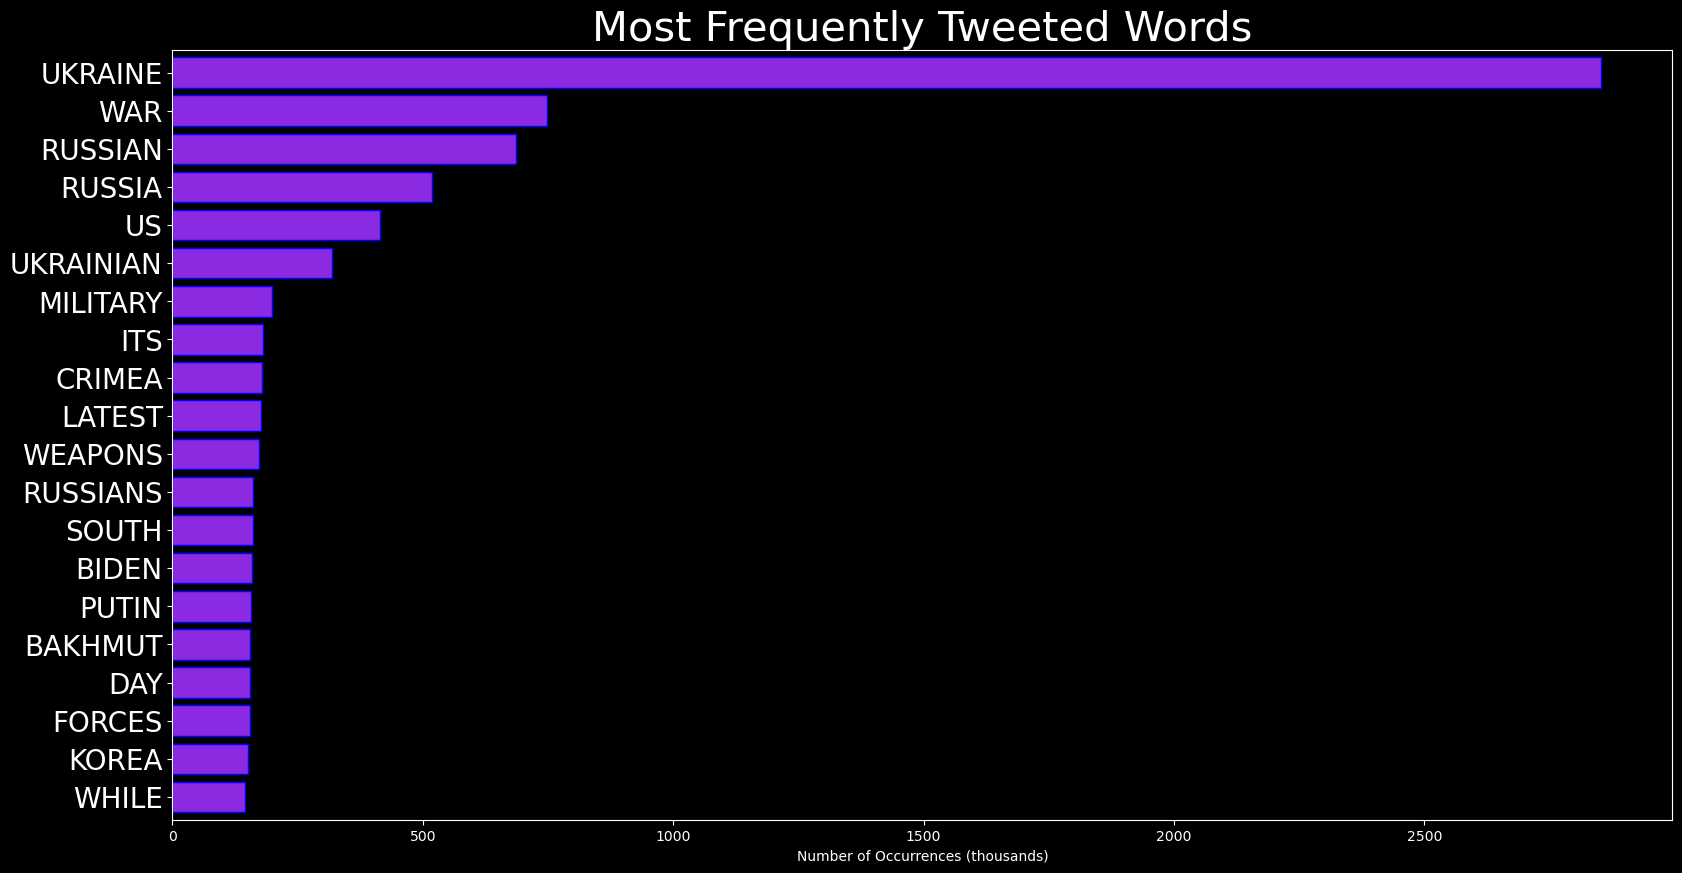 Most Frequently Tweeted Words
UKRAINE
WAR
RUSSIAN
RUSSIA
US
UKRAINIAN
MILITARY
ITS
CRIMEA
LATEST
WEAPONS
RUSSIANS
SOUTH
BIDEN
PUTIN
BAKHMUT
DAY
FORCES
KOREA
WHILE
0 500 1000 1500 2000 2500
Number of Occurrences (thousands)